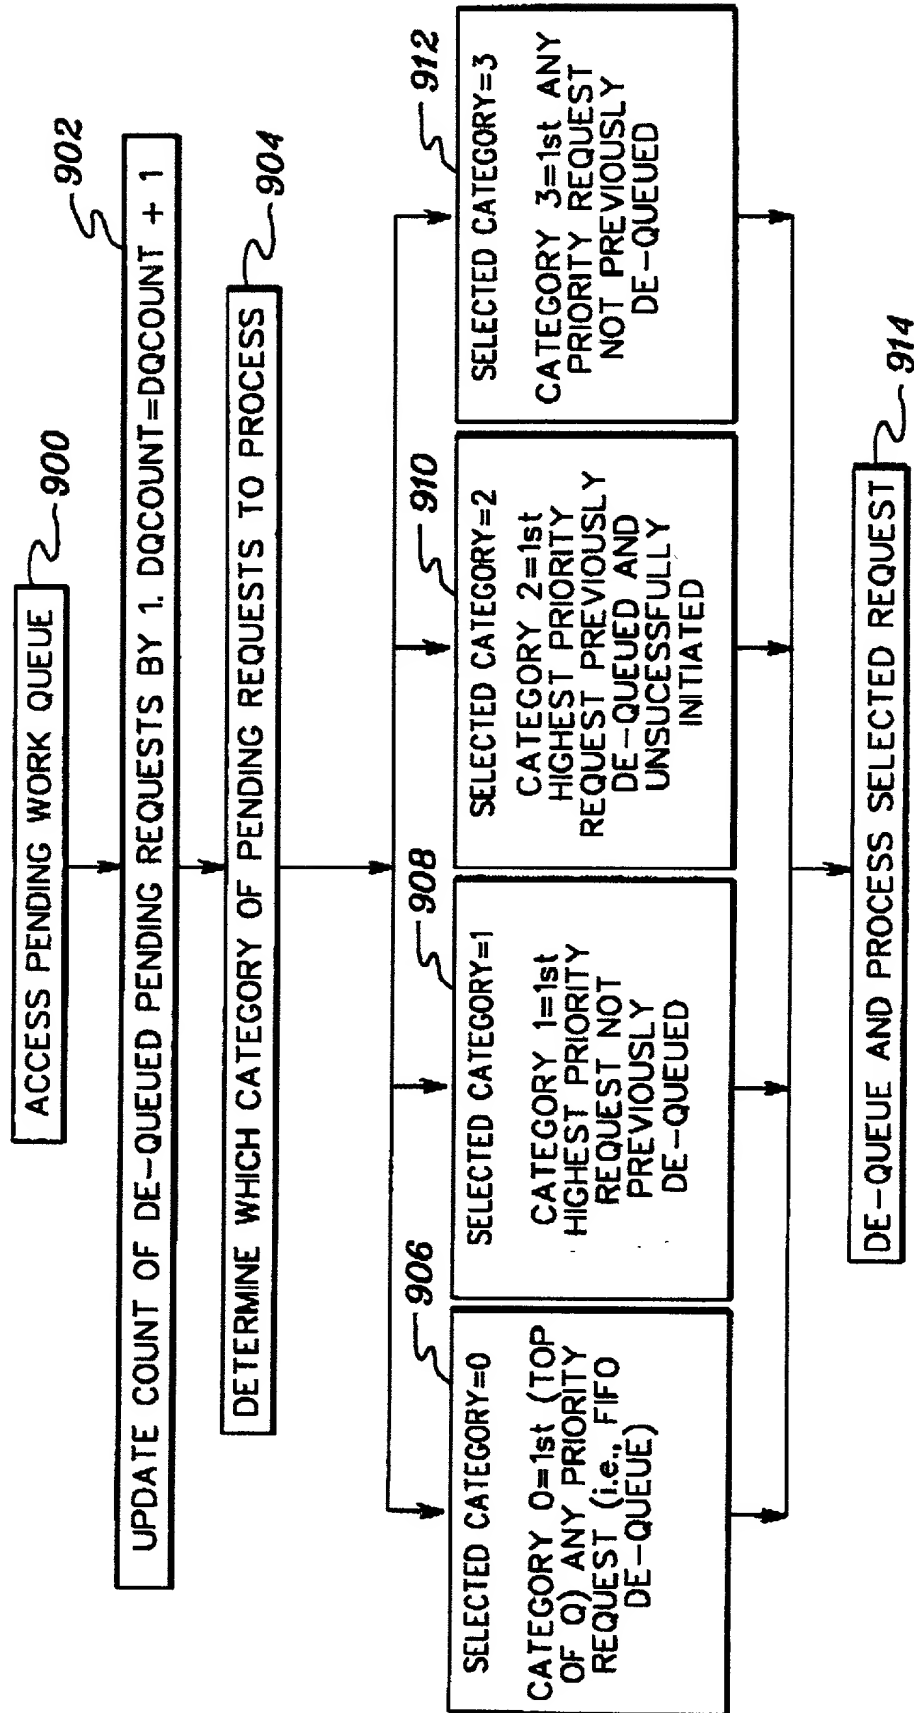 ACCESS PENDING WORK QUEUE
900
UPDATE COUNT OF DE-QUEUED PENDING REQUESTS BY 1. DQCOUNT=DQCOUNT + 1
902
DETERMINE WHICH CATEGORY OF PENDING REQUESTS TO PROCESS
904
906
SELECTED CATEGORY=0
CATEGORY 0=1st (TOP
OF Q) ANY PRIORITY
REQUEST (i.e., FIFO
DE-QUEUE)
908
SELECTED CATEGORY=1
CATEGORY 1=1st
HIGHEST PRIORITY
REQUEST NOT
PREVIOUSLY
DE-QUEUED
910
SELECTED CATEGORY=2
CATEGORY 2=1st
HIGHEST PRIORITY
REQUEST PREVIOUSLY
DE-QUEUED AND
UNSUCESSFULLY
INITIATED
912
SELECTED CATEGORY=3
CATEGORY 3=1st ANY
PRIORITY REQUEST
NOT PREVIOUSLY
DE-QUEUED
DE-QUEUE AND PROCESS SELECTED REQUEST
914